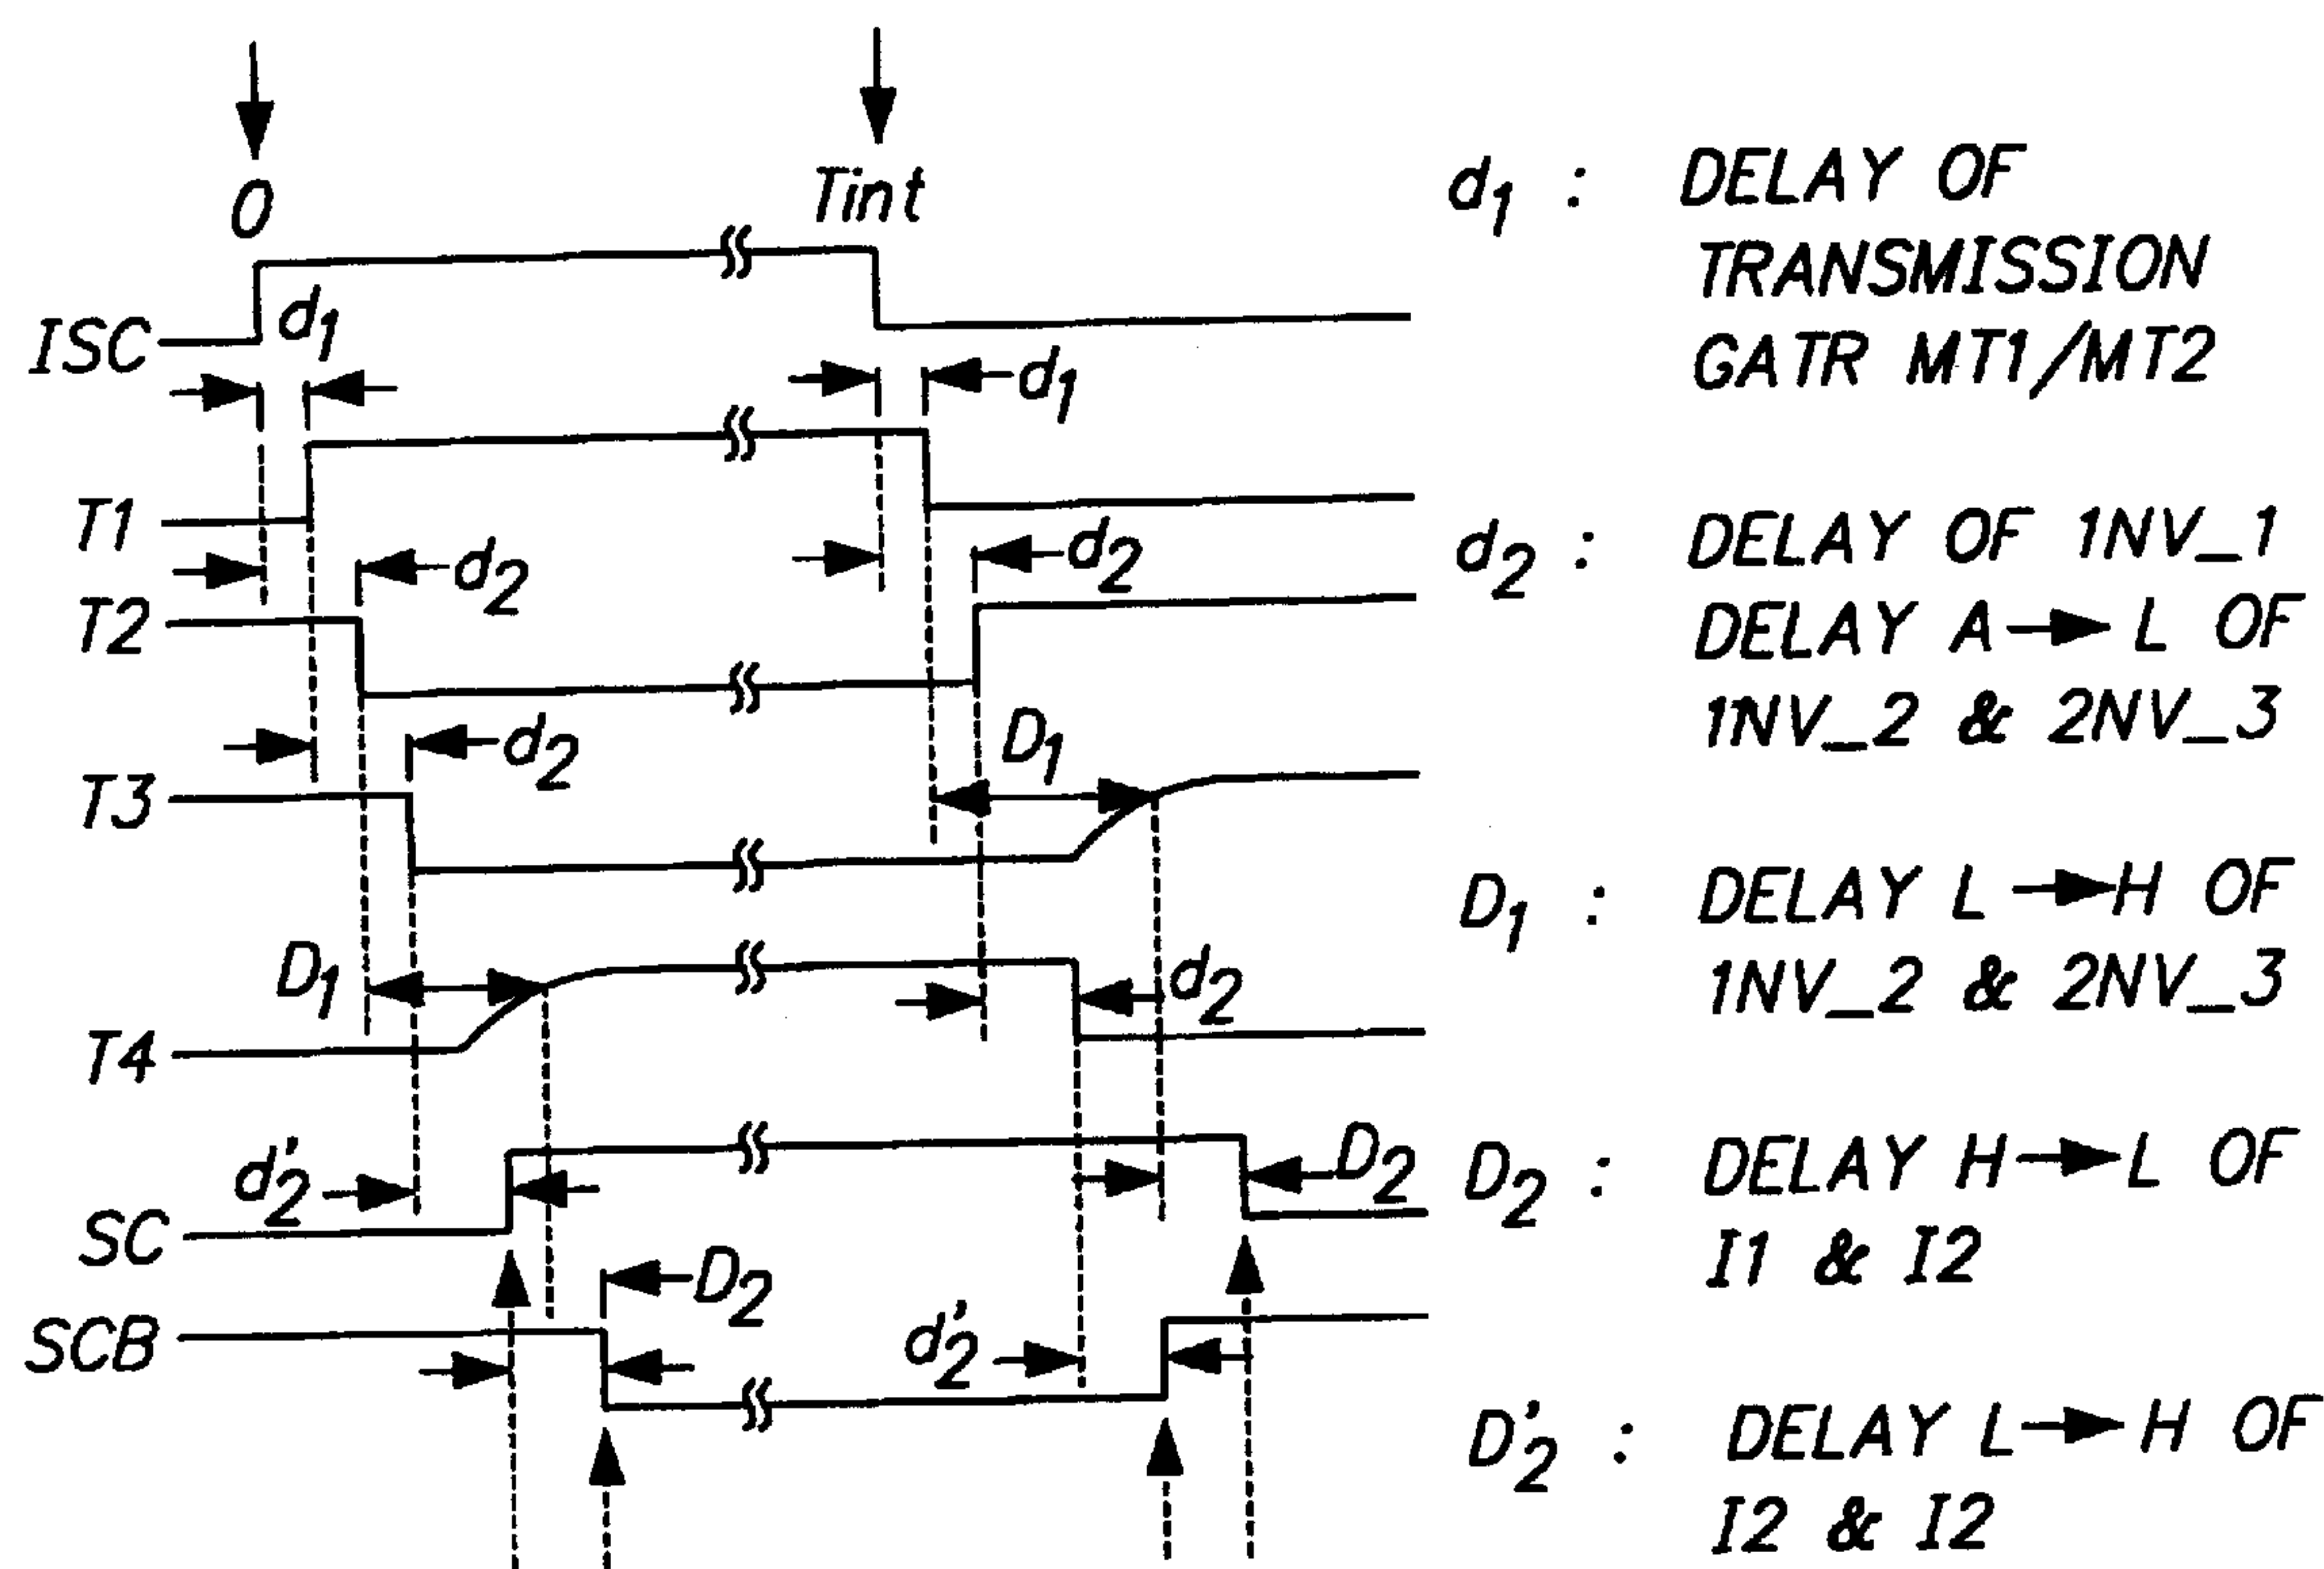 0
Tint
ISC
d1
d1
T1
d2
d2
T2
d2
D1
T3
D1
d2
T4
d'2
D2
SC
D2
d'2
SCB
d1 : DELAY OF
TRANSMISSION
GATR MT1/MT2
d2 : DELAY OF 1NV_1
DELAY A→L OF
1NV_2 & 2NV_3
D1 : DELAY L→H OF
1NV_2 & 2NV_3
D2 : DELAY H→L OF
I1 & I2
D'2 : DELAY L→H OF
I2 & I2